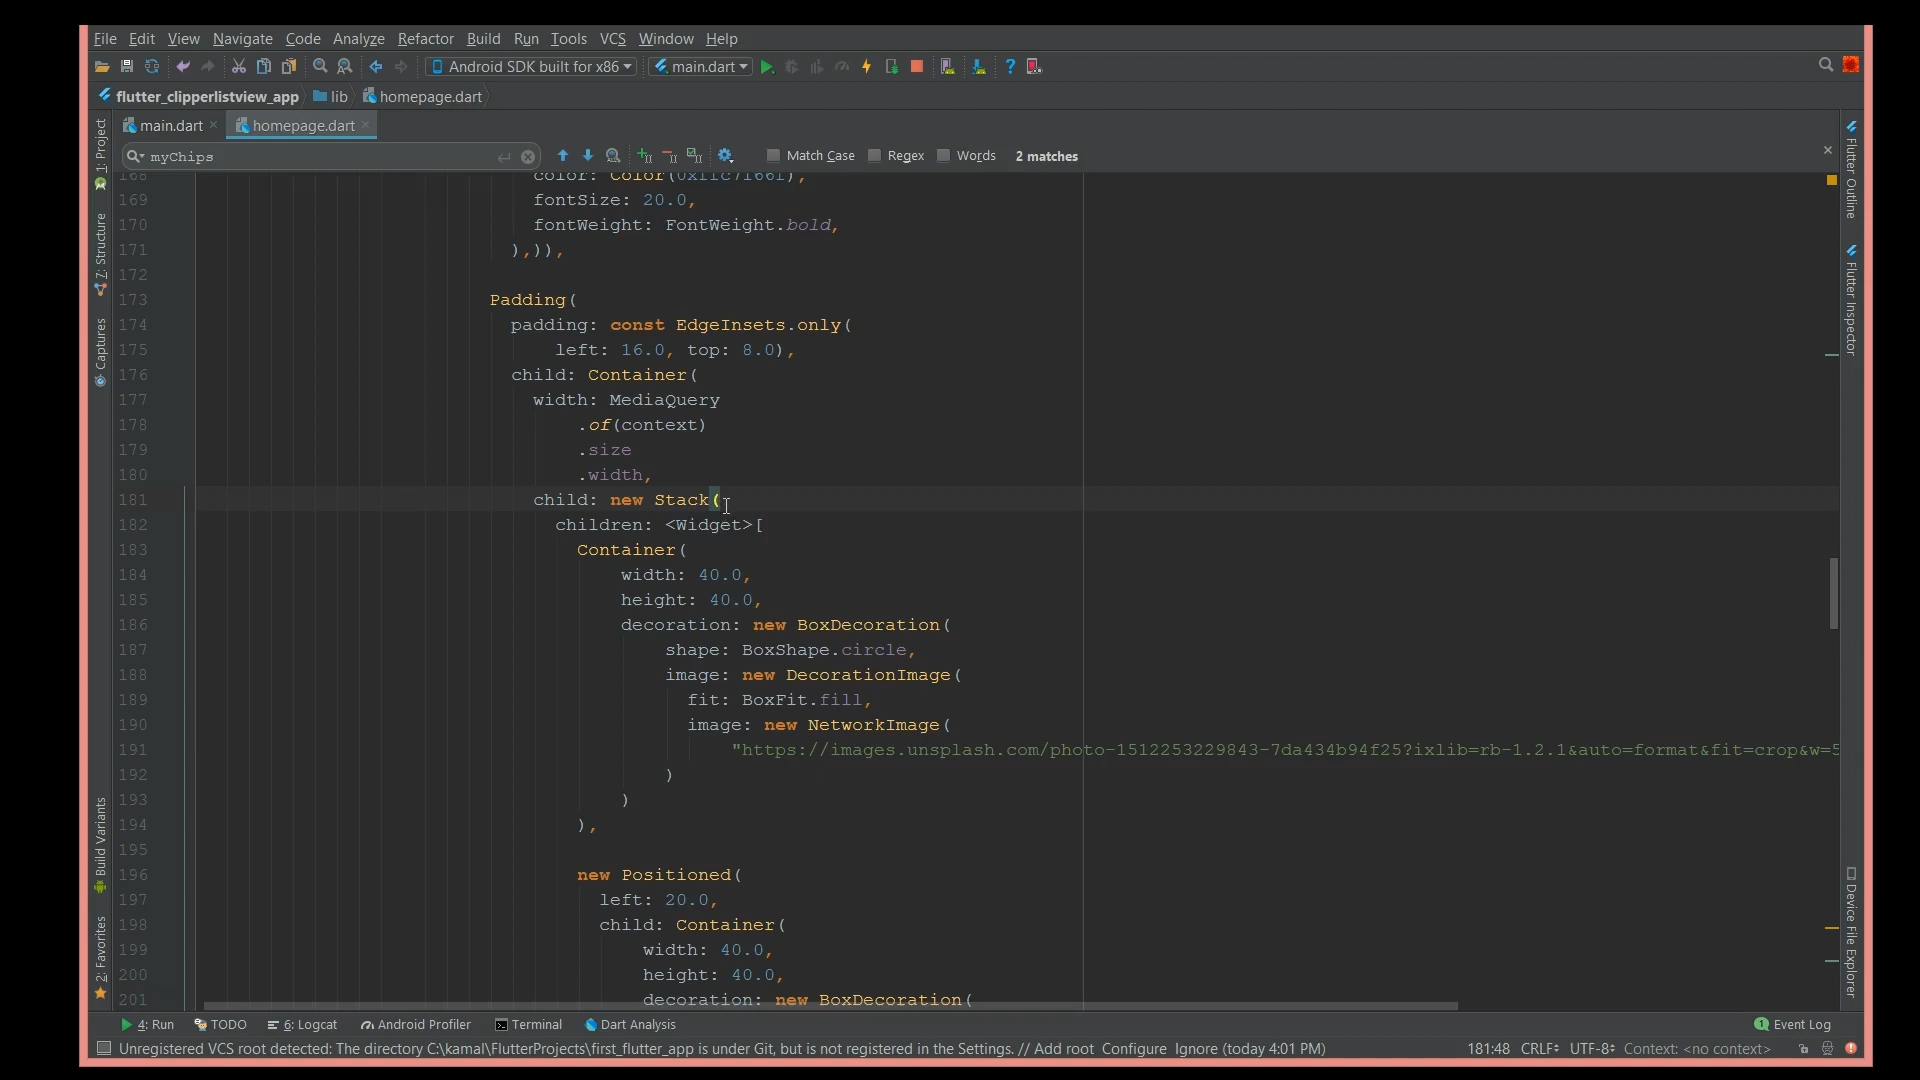 File Edit View Navigate Code Analyze Refactor Build Run Tools VCS Window Help
Android SDK built for x86 main.dart
flutter_clipperlistview_app lib homepage.dart
main.dart homepage.dart
myChips Match Case Regex Words 2 matches
168 color: Color(
169 fontSize: 20.0,
170 fontWeight: FontWeight.bold,
171 ),)),
172
173 Padding(
174 padding: const EdgeInsets.only(
175 left: 16.0, top: 8.0),
176 child: Container(
177 width: MediaQuery
178 .of(context)
179 .size
180 .width,
181 child: new Stack(
182 children: <Widget>[
183 Container(
184 width: 40.0,
185 height: 40.0,
186 decoration: new BoxDecoration(
187 shape: BoxShape.circle,
188 image: new DecorationImage(
189 fit: BoxFit.fill,
190 image: new NetworkImage(
191 "https://images.unsplash.com/photo-1512253229843-7da434b94f25?ixlib=rb-1.2.1&auto=format&fit=crop&w=5
192 )
193 )
194 ),
195
196 new Positioned(
197 left: 20.0,
198 child: Container(
199 width: 40.0,
200 height: 40.0,
201 decoration: new BoxDecoration(
1: Project
7: Structure
Captures
Build Variants
2: Favorites
Flutter Outline
Flutter Inspector
Device File Explorer
4: Run TODO 6: Logcat Android Profiler Terminal Dart Analysis 1 Event Log
Unregistered VCS root detected: The directory C:\kamal\FlutterProjects\first_flutter_app is under Git, but is not registered in the Settings. // Add root Configure Ignore (today 4:01 PM) 181:48 CRLF UTF-8 Context: <no context>